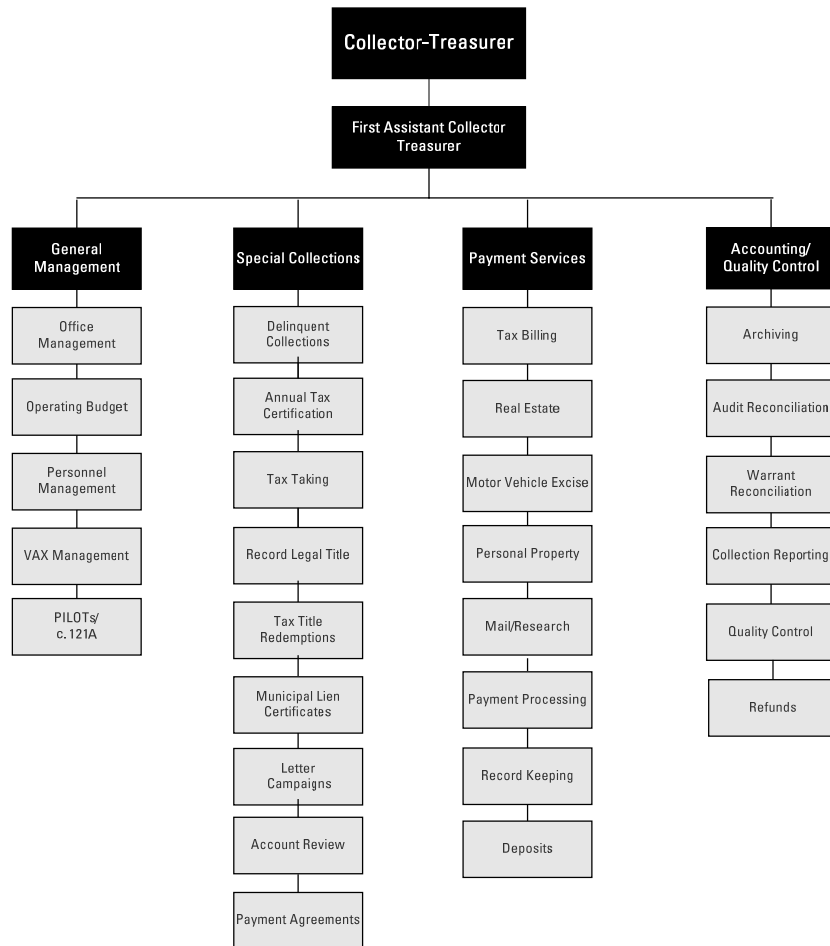 Collector-Treasurer
First Assistant Collector
Treasurer
General
Management
Office
Management
Operating Budget
Personnel
Management
VAX Management
PILOTs/
c. 121A
Special Collections
Delinquent
Collections
Annual Tax
Certification
Tax Taking
Record Legal Title
Tax Title
Redemptions
Municipal Lien
Certificates
Letter
Campaigns
Account Review
Payment Agreements
Payment Services
Tax Billing
Real Estate
Motor Vehicle Excise
Personal Property
Mail/Research
Payment Processing
Record Keeping
Deposits
Accounting/
Quality Control
Archiving
Audit Reconciliation
Warrant
Reconciliation
Collection Reporting
Quality Control
Refunds